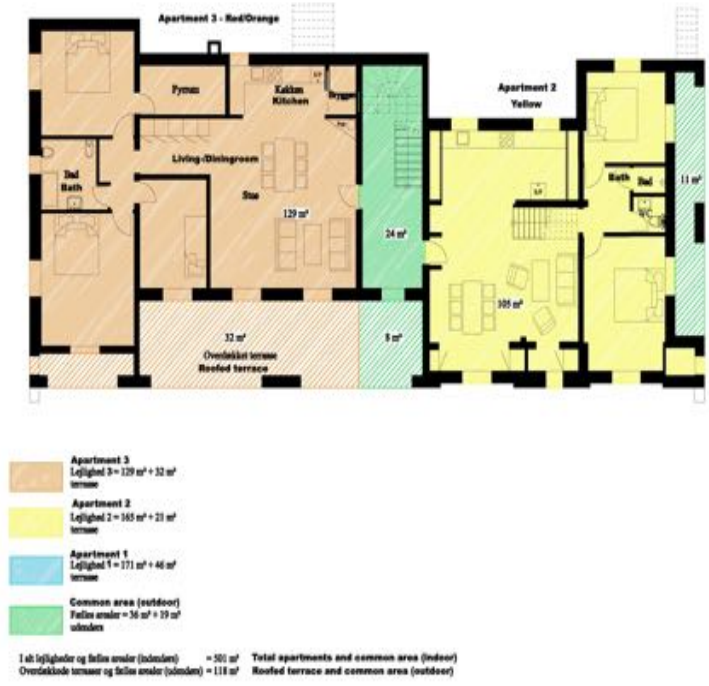 Apartment 3 - Red/Orange
Apartment 2
Yellow
Fyrrum
Køkken
Kitchen
Bryggers
Living-/Diningroom
Bad
Bath
Stue
129 m²
24 m²
Bath
Bad
11 m²
105 m²
32 m²
Overdækket terrasse
Roofed terrace
8 m²
Apartment 3
Lejlighed 3 = 129 m² + 32 m²
terrasse
Apartment 2
Lejlighed 2 = 165 m² + 21 m²
terrasse
Apartment 1
Lejlighed 1 = 171 m² + 46 m²
terrasse
Common area (outdoor)
Fælles arealer = 36 m² + 19 m²
udendørs
I alt lejligheder og fælles arealer (indendørs) = 501 m² Total apartments and common area (indoor)
Overdækkede terrasser og fælles arealer (udendørs) = 118 m² Roofed terrace and common area (outdoor)